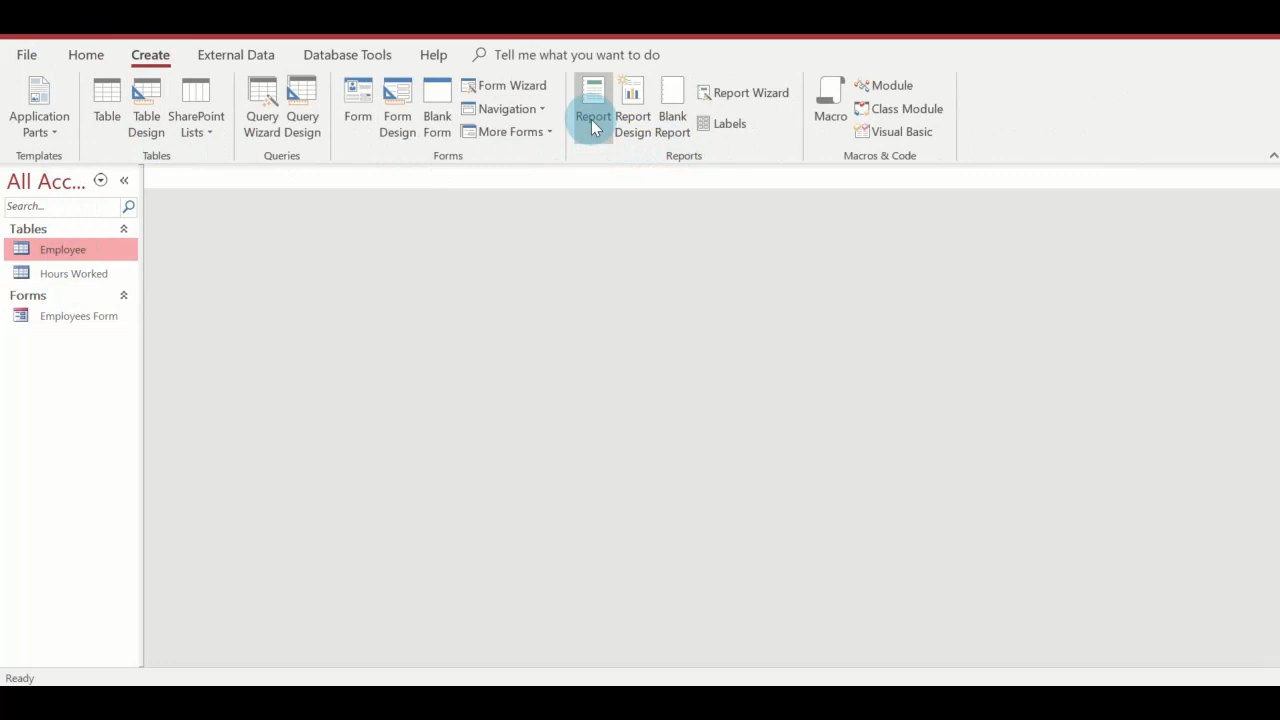 File Home Create External Data Database Tools Help Tell me what you want to do
Application Parts
Table
Table Design
SharePoint Lists
Query Wizard
Query Design
Form
Form Design
Blank Form
Form Wizard
Navigation
More Forms
Report
Report Design
Blank Report
Report Wizard
Labels
Macro
Module
Class Module
Visual Basic
Templates Tables Queries Forms Reports Macros & Code
All Acc...
Search...
Tables
Employee
Hours Worked
Forms
Employees Form
Ready